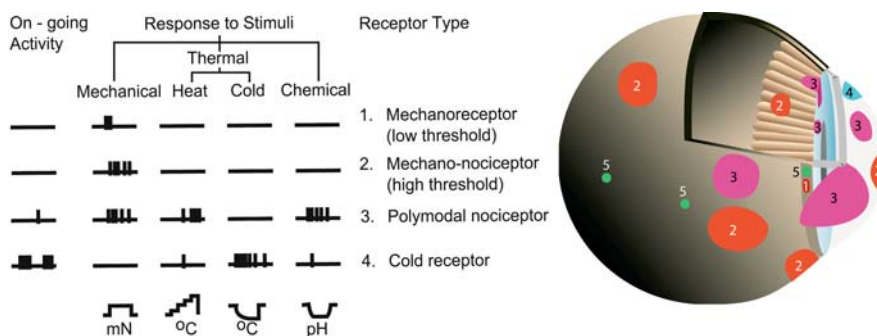 On - going Activity
Response to Stimuli
Receptor Type
Thermal
Mechanical Heat Cold Chemical
1. Mechanoreceptor
(low threshold)
2. Mechano-nociceptor
(high threshold)
3. Polymodal nociceptor
4. Cold receptor
mN
ºC
ºC
pH
2
2
3
4
3
3
5
5
3
5
1
3
2
2
2